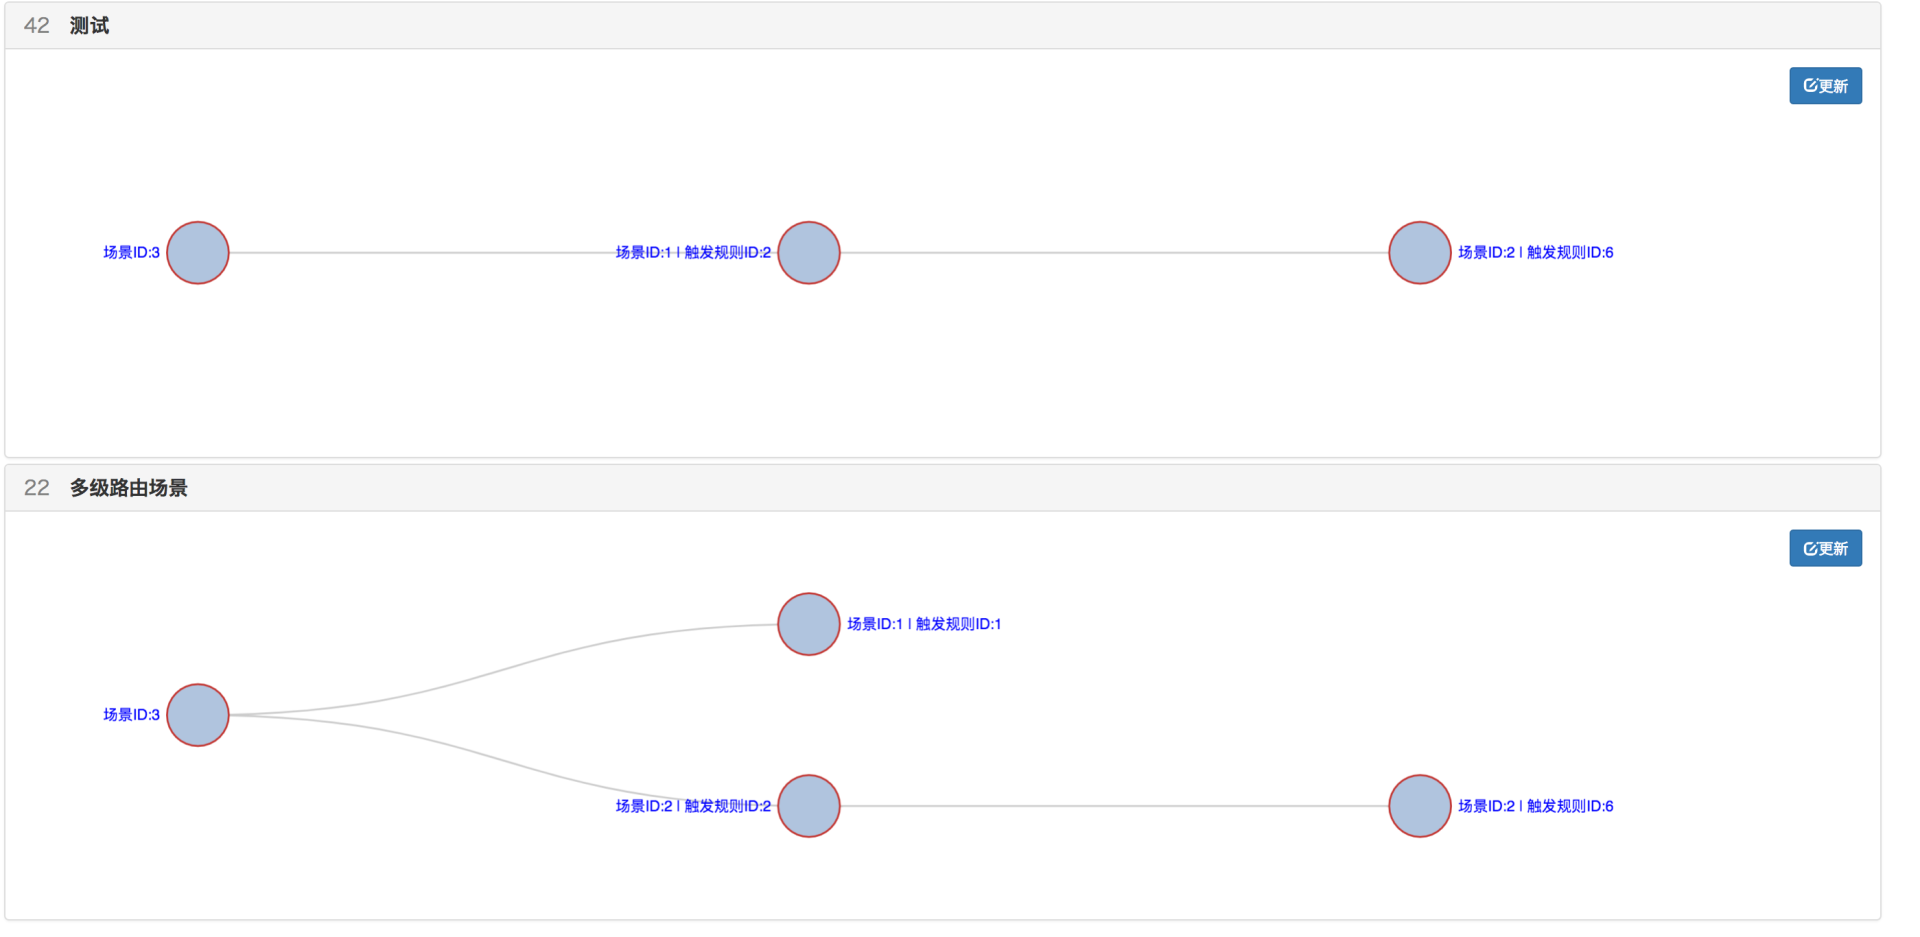 42 测试
更新
场景ID:3
场景ID:1 | 触发规则ID:2
场景ID:2 | 触发规则ID:6
22 多级路由场景
更新
场景ID:1 | 触发规则ID:1
场景ID:3
场景ID:2 | 触发规则ID:2
场景ID:2 | 触发规则ID:6